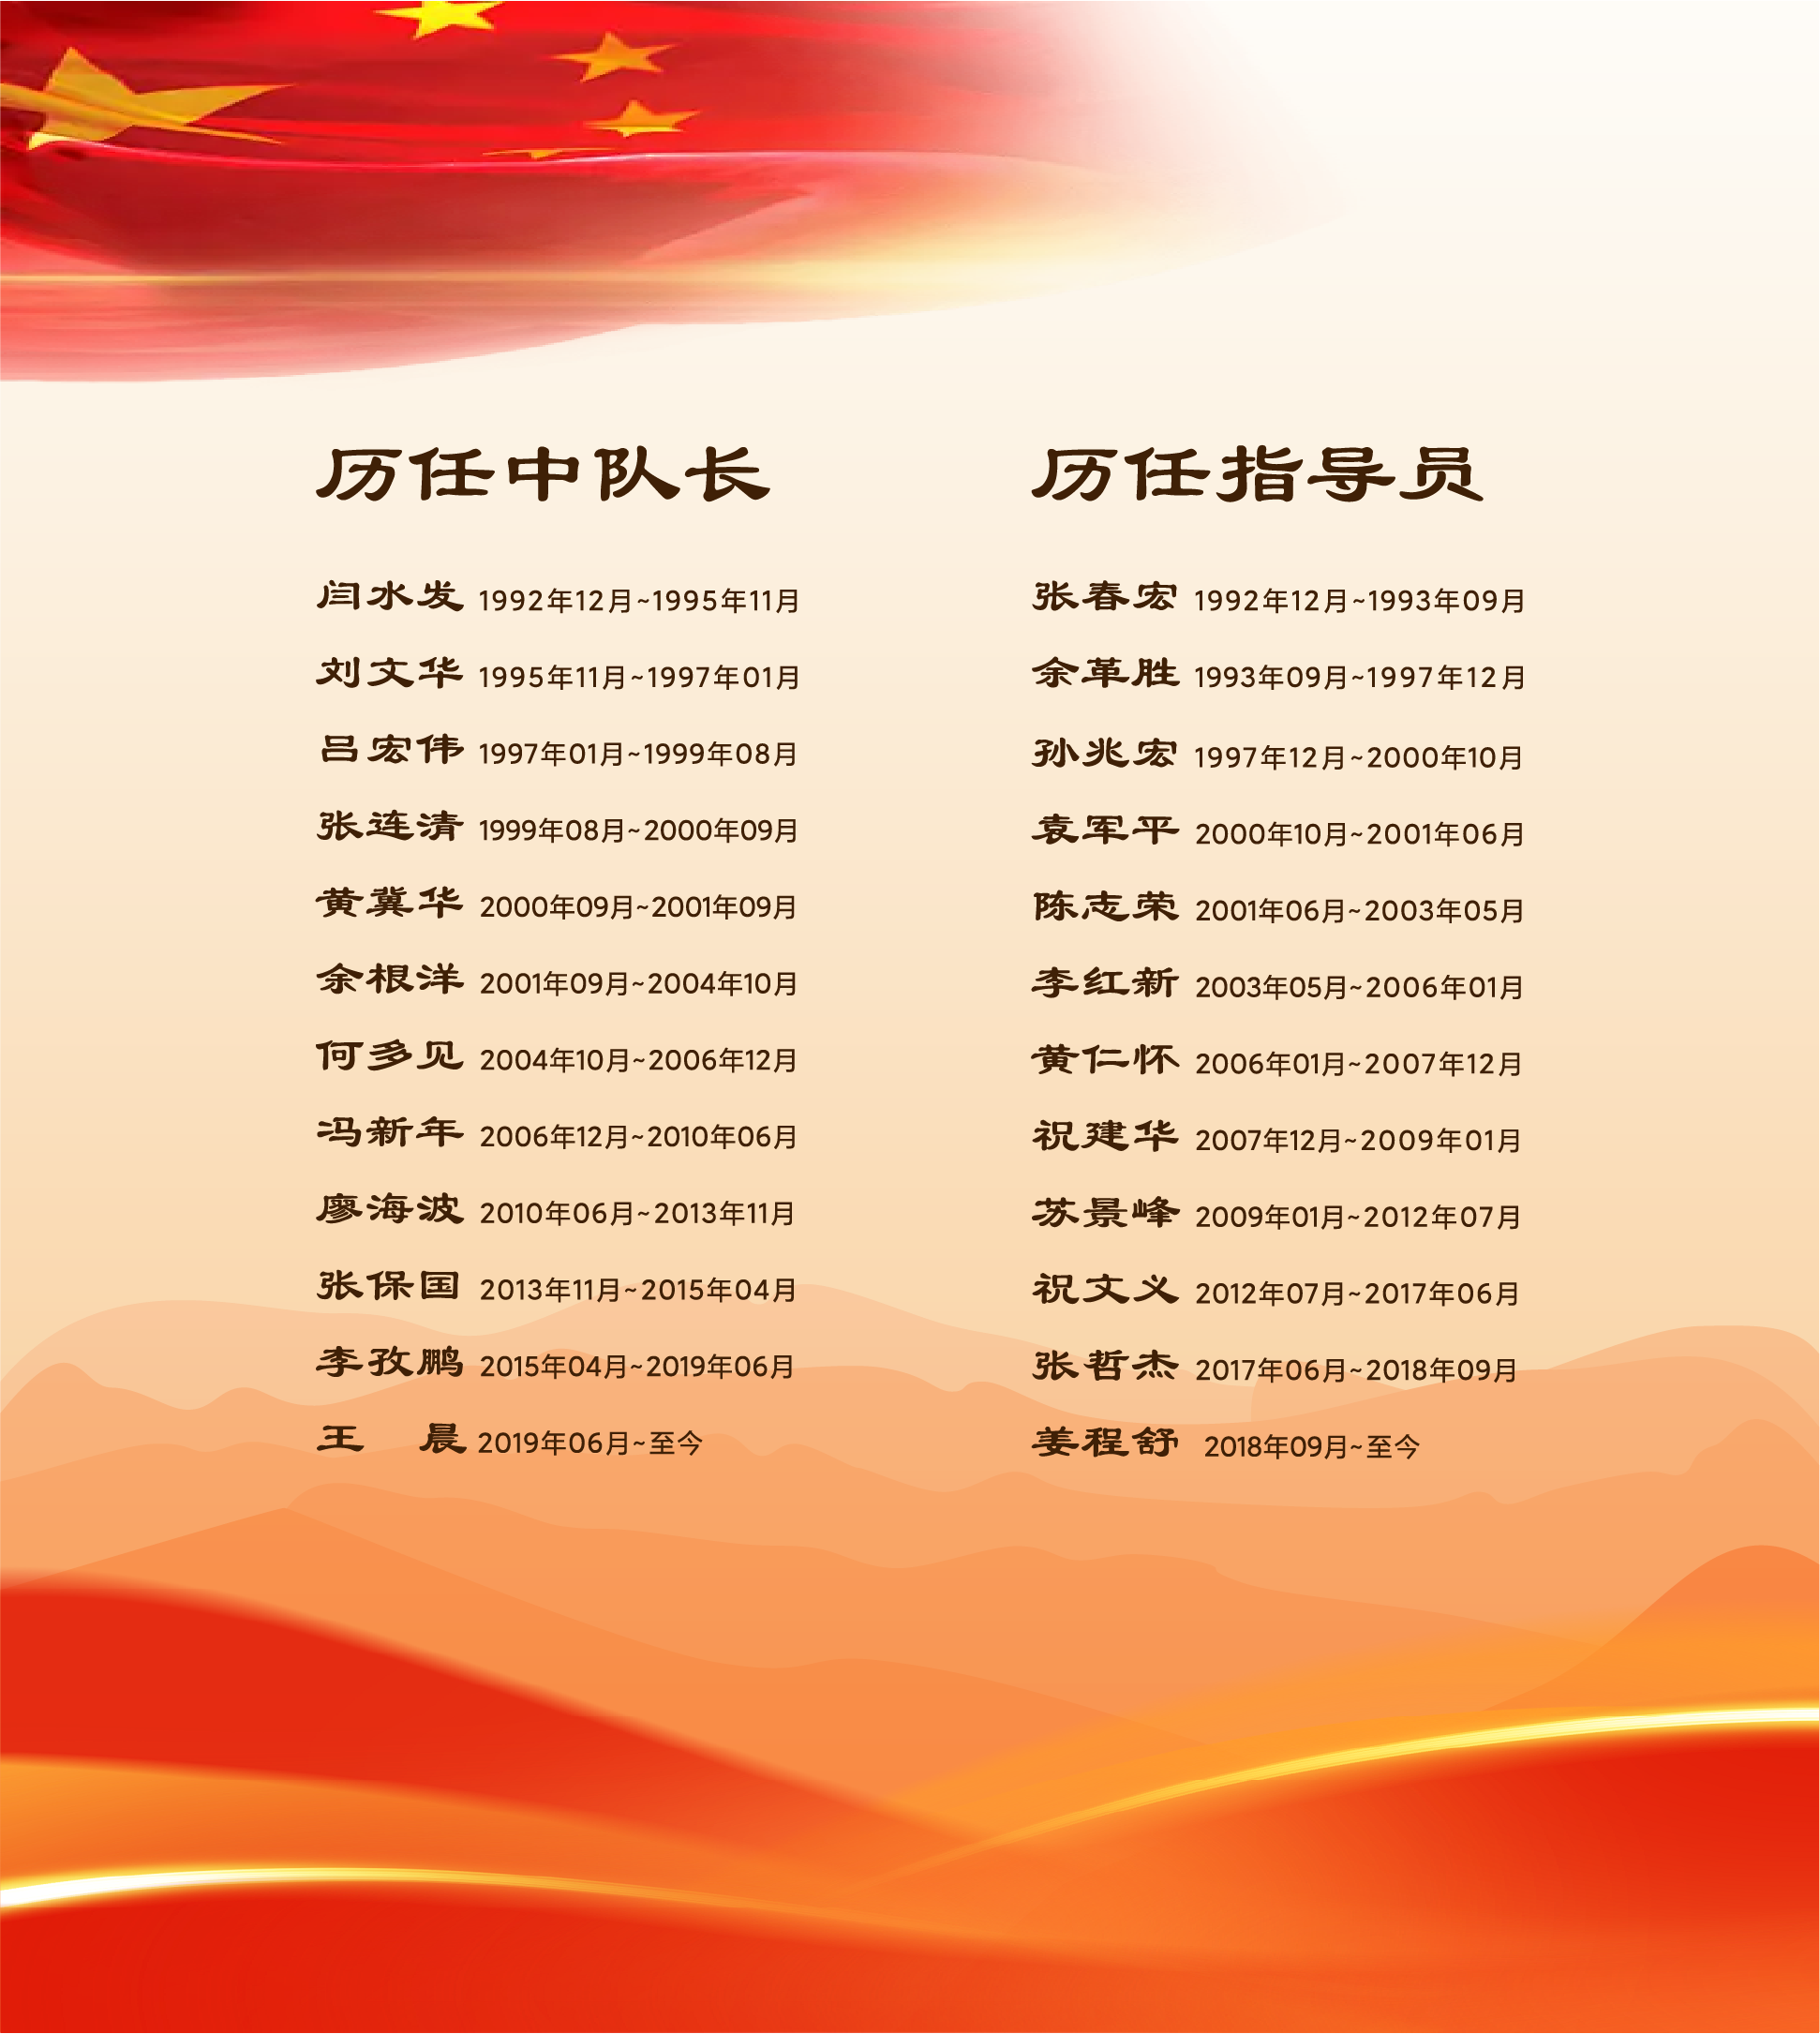 历任中队长
闫水发 1992年12月~1995年11月
刘文华 1995年11月~1997年01月
吕宏伟 1997年01月~1999年08月
张连清 1999年08月~2000年09月
黄冀华 2000年09月~2001年09月
余根洋 2001年09月~2004年10月
何多见 2004年10月~2006年12月
冯新年 2006年12月~2010年06月
廖海波 2010年06月~2013年11月
张保国 2013年11月~2015年04月
李孜鹏 2015年04月~2019年06月
王 晨 2019年06月~至今
历任指导员
张春宏 1992年12月~1993年09月
余革胜 1993年09月~1997年12月
孙兆宏 1997年12月~2000年10月
袁军平 2000年10月~2001年06月
陈志荣 2001年06月~2003年05月
李红新 2003年05月~2006年01月
黄仁怀 2006年01月~2007年12月
祝建华 2007年12月~2009年01月
苏景峰 2009年01月~2012年07月
祝文义 2012年07月~2017年06月
张哲杰 2017年06月~2018年09月
姜程舒 2018年09月~至今